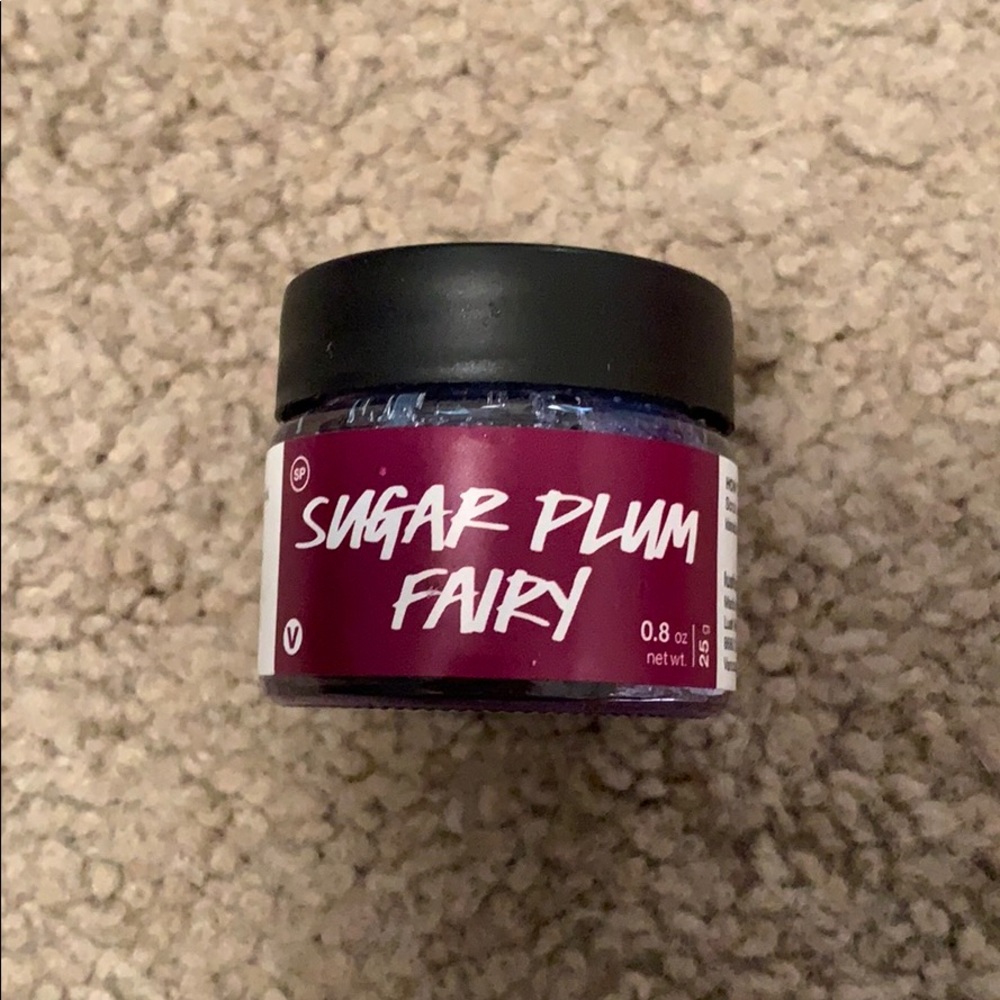 SP
SUGAR PLUM
FAIRY
V
0.8 oz
net wt.
25 g